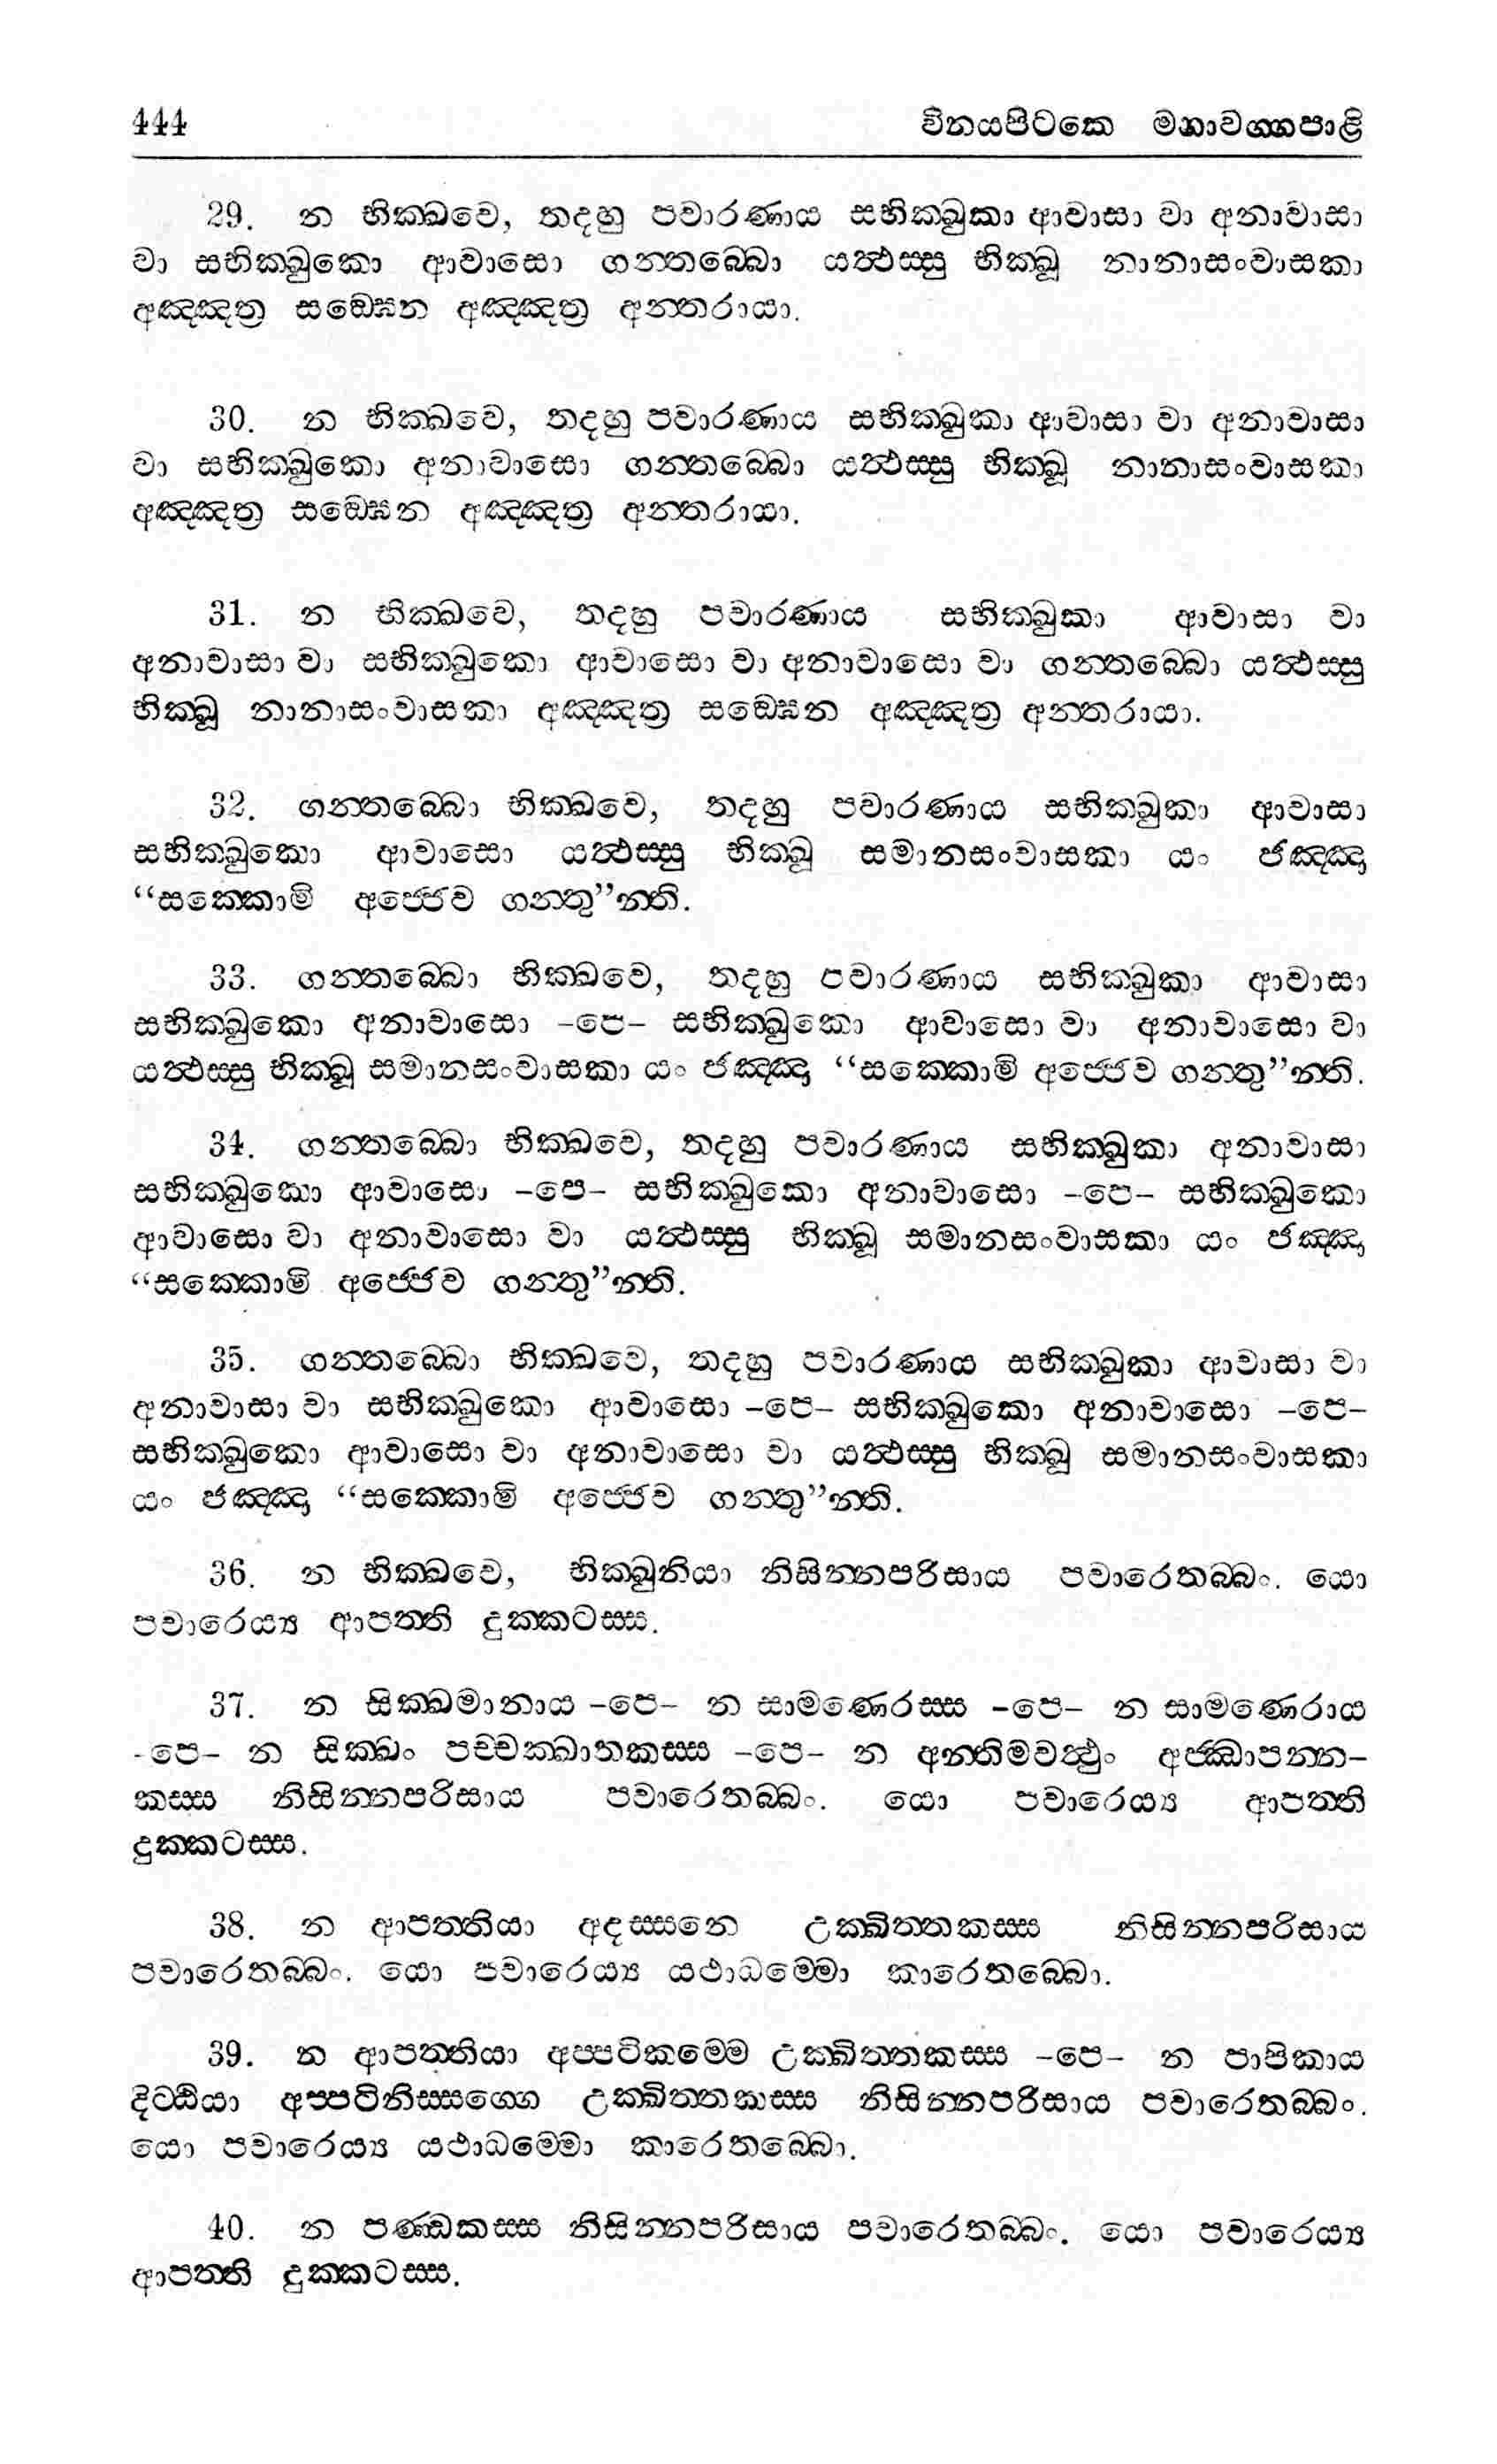 444 විනයපිටකෙ මහාවග්ගපාළි
29. න භික්ඛවෙ, තදහු පවාරණාය සභික්ඛුකා ආවාසා වා අනාවාසා
වා සභික්ඛුකො ආවාසො ගන්තබ්බො යත්ථස්සු භික්ඛූ නානාසංවාසකා
අඤ්ඤත්‍ර සඞ්ඝෙන අඤ්ඤත්‍ර අන්තරායා.
30. න භික්ඛවෙ, තදහු පවාරණාය සභික්ඛුකා ආවාසා වා අනාවාසා
වා සභික්ඛුකො අනාවාසො ගන්තබ්බො යත්ථස්සු භික්ඛූ නානාසංවාසකා
අඤ්ඤත්‍ර සඞ්ඝෙන අඤ්ඤත්‍ර අන්තරායා.
31. න භික්ඛවෙ, තදහු පවාරණාය සභික්ඛුකා ආවාසා වා
අනාවාසා වා සභික්ඛුකො ආවාසො වා අනාවාසො වා ගන්තබ්බො යත්ථස්සු
භික්ඛූ නානාසංවාසකා අඤ්ඤත්‍ර සඞ්ඝෙන අඤ්ඤත්‍ර අන්තරායා.
32. ගන්තබ්බො භික්ඛවෙ, තදහු පවාරණාය සභික්ඛුකා ආවාසා
සභික්ඛුකො ආවාසො යත්ථස්සු භික්ඛූ සමානසංවාසකා යං ජඤ්ඤා
“සක්කොමි අජ්ජෙව ගන්තු”න්ති.
33. ගන්තබ්බො භික්ඛවෙ, තදහු පවාරණාය සභික්ඛුකා ආවාසා
සභික්ඛුකො අනාවාසො –පෙ– සභික්ඛුකො ආවාසො වා අනාවාසො වා
යත්ථස්සු භික්ඛූ සමානසංවාසකා යං ජඤ්ඤා “සක්කොමි අජ්ජෙව ගන්තු”න්ති.
34. ගන්තබ්බො භික්ඛවෙ, තදහු පවාරණාය සභික්ඛුකා අනාවාසා
සභික්ඛුකො ආවාසො –පෙ– සභික්ඛුකො අනාවාසො –පෙ– සභික්ඛුකො
ආවාසො වා අනාවාසො වා යත්ථස්සු භික්ඛූ සමානසංවාසකා යං ජඤ්ඤා
“සක්කොමි අජ්ජෙව ගන්තු”න්ති.
35. ගන්තබ්බො භික්ඛවෙ, තදහු පවාරණාය සභික්ඛුකා ආවාසා වා
අනාවාසා වා සභික්ඛුකො ආවාසො –පෙ– සභික්ඛුකො අනාවාසො –පෙ–
සභික්ඛුකො ආවාසො වා අනාවාසො වා යත්ථස්සු භික්ඛූ සමානසංවාසකා
යං ජඤ්ඤා “සක්කොමි අජ්ජෙව ගන්තු”න්ති.
36. න භික්ඛවෙ, භික්ඛුනියා නිසින්නපරිසාය පවාරෙතබ්බං. යො
පවාරෙය්‍ය ආපත්ති දුක්කටස්ස.
37. න සික්ඛමානාය –පෙ– න සාමණෙරස්ස –පෙ– න සාමණෙරාය
-පෙ– න සික්ඛං පච්චක්ඛාතකස්ස –පෙ– න අන්තිමවත්ථුං අජ්ඣාපන්න–
කස්ස නිසින්නපරිසාය පවාරෙතබ්බං. යො පවාරෙය්‍ය ආපත්ති
දුක්කටස්ස.
38. න ආපත්තියා අදස්සනෙ උක්ඛිත්තකස්ස නිසින්නපරිසාය
පවාරෙතබ්බං. යො පවාරෙය්‍ය යථාධම්මො කාරෙතබ්බො.
39. න ආපත්තියා අප්පටිකම්මෙ උක්ඛිත්තකස්ස –පෙ– න පාපිකාය
දිට්ඨියා අප්පටිනිස්සග්ගෙ උක්ඛිත්තකස්ස නිසින්නපරිසාය පවාරෙතබ්බං.
යො පවාරෙය්‍ය යථාධම්මො කාරෙතබ්බො.
40. න පණ්ඩකස්ස නිසින්නපරිසාය පවාරෙතබ්බං. යො පවාරෙය්‍ය
ආපත්ති දුක්කටස්ස.